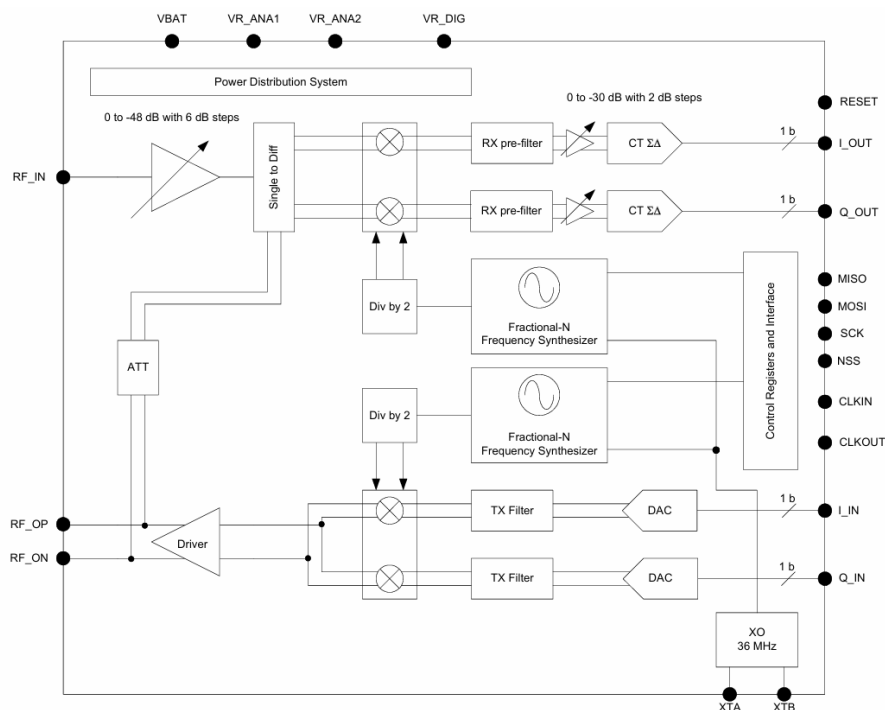 VBAT
VR_ANA1
VR_ANA2
VR_DIG
Power Distribution System
0 to -48 dB with 6 dB steps
0 to -30 dB with 2 dB steps
RESET
RF_IN
Single to Diff
RX pre-filter
CT ΣΔ
1 b
I_OUT
RX pre-filter
CT ΣΔ
1 b
Q_OUT
Div by 2
Fractional-N
Frequency Synthesizer
Control Registers and Interface
MISO
MOSI
SCK
NSS
CLKIN
CLKOUT
ATT
Div by 2
Fractional-N
Frequency Synthesizer
RF_OP
RF_ON
Driver
TX Filter
DAC
1 b
I_IN
TX Filter
DAC
1 b
Q_IN
XO
36 MHz
XTA
XTB